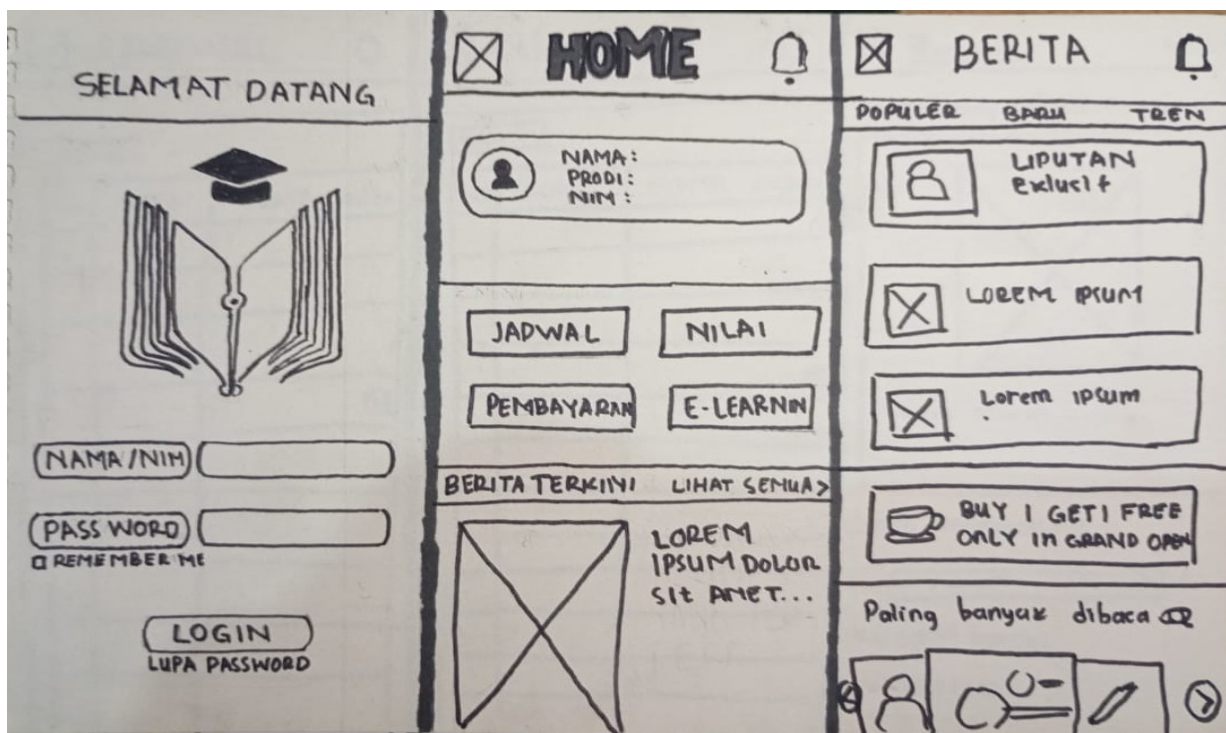 SELAMAT DATANG
NAMA/NIM
PASSWORD
REMEMBER ME
LOGIN
LUPA PASSWORD
HOME
NAMA:
PRODI:
NIM:
JADWAL
NILAI
PEMBAYARAN
E-LEARNIN
BERITA TERKINI
LIHAT SEMUA>
LOREM
IPSUM DOLOR
SIt AMET...
BERITA
POPULER BARU TREN
LIPUTAN
Exlusif
LOREM IPSUM
Lorem IPSum
BUY 1 GET1 FREE
ONLY In GRAND OPEN
Paling banyak dibaca